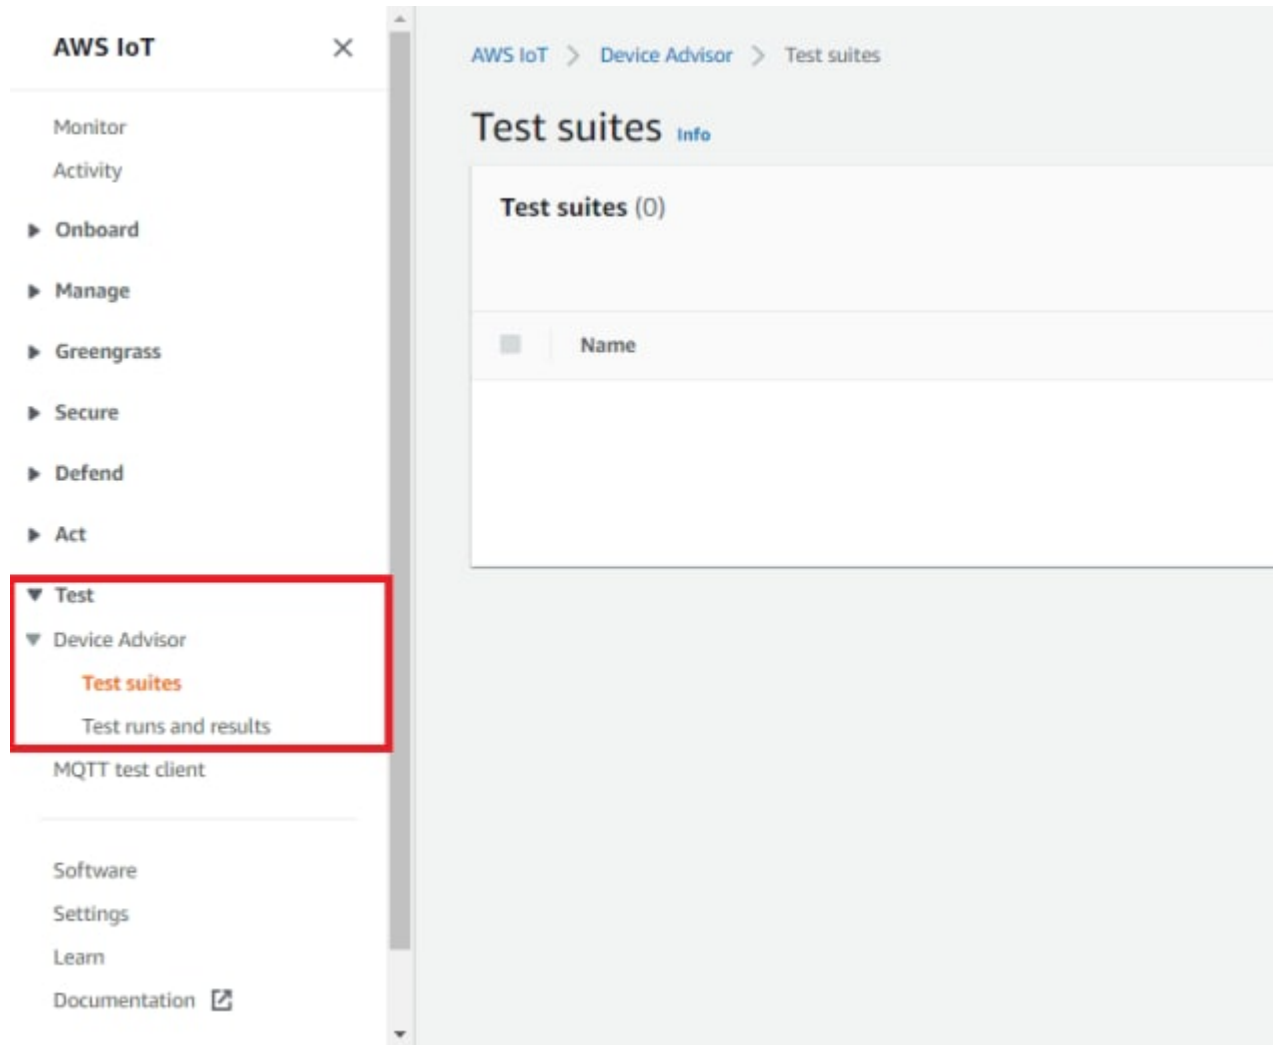 AWS IoT
Monitor
Activity
Onboard
Manage
Greengrass
Secure
Defend
Act
Test
Device Advisor
Test suites
Test runs and results
MQTT test client
Software
Settings
Learn
Documentation
AWS IoT > Device Advisor > Test suites
Test suites Info
Test suites (0)
Name